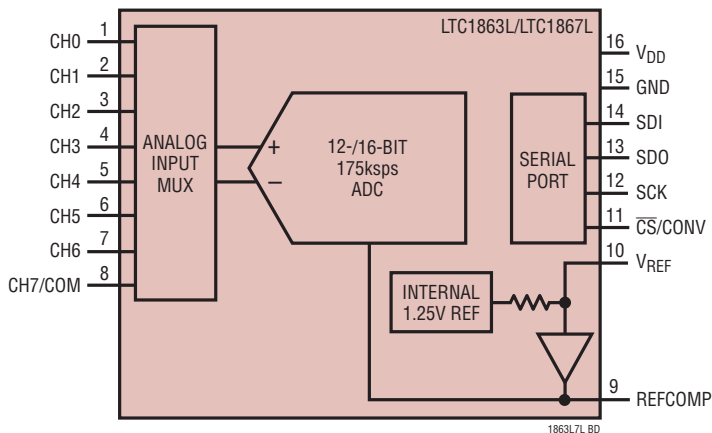 LTC1863L/LTC1867L
CH0 1
CH1 2
CH2 3
CH3 4
CH4 5
CH5 6
CH6 7
CH7/COM 8
ANALOG
INPUT
MUX
+
–
12-/16-BIT
175ksps
ADC
SERIAL
PORT
INTERNAL
1.25V REF
16 VDD
15 GND
14 SDI
13 SDO
12 SCK
11 C̅S̅/CONV
10 VREF
9 REFCOMP
1863L7L BD